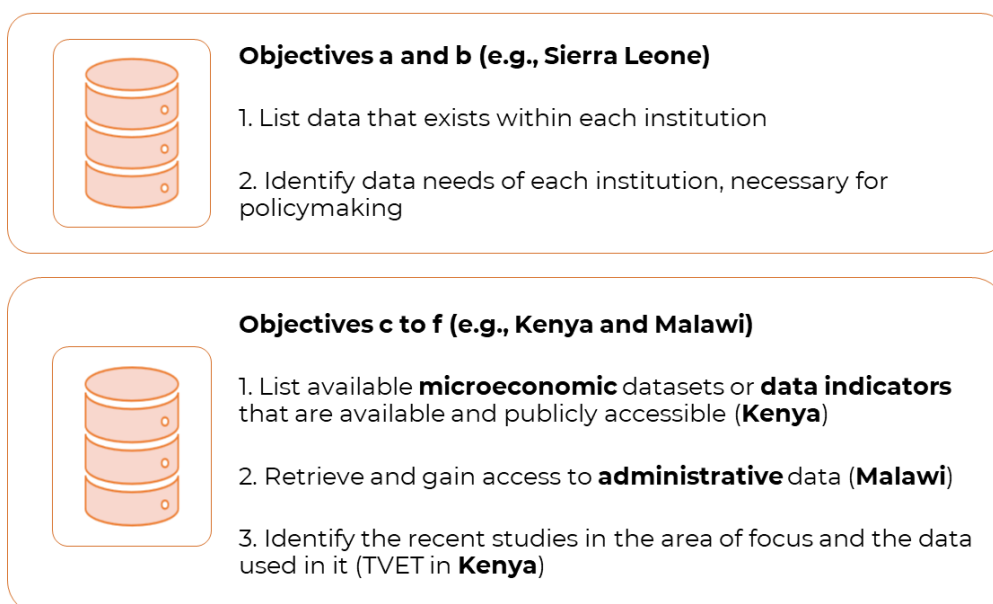 Objectives a and b (e.g., Sierra Leone)
1. List data that exists within each institution
2. Identify data needs of each institution, necessary for
policymaking
Objectives c to f (e.g., Kenya and Malawi)
1. List available microeconomic datasets or data indicators
that are available and publicly accessible (Kenya)
2. Retrieve and gain access to administrative data (Malawi)
3. Identify the recent studies in the area of focus and the data
used in it (TVET in Kenya)